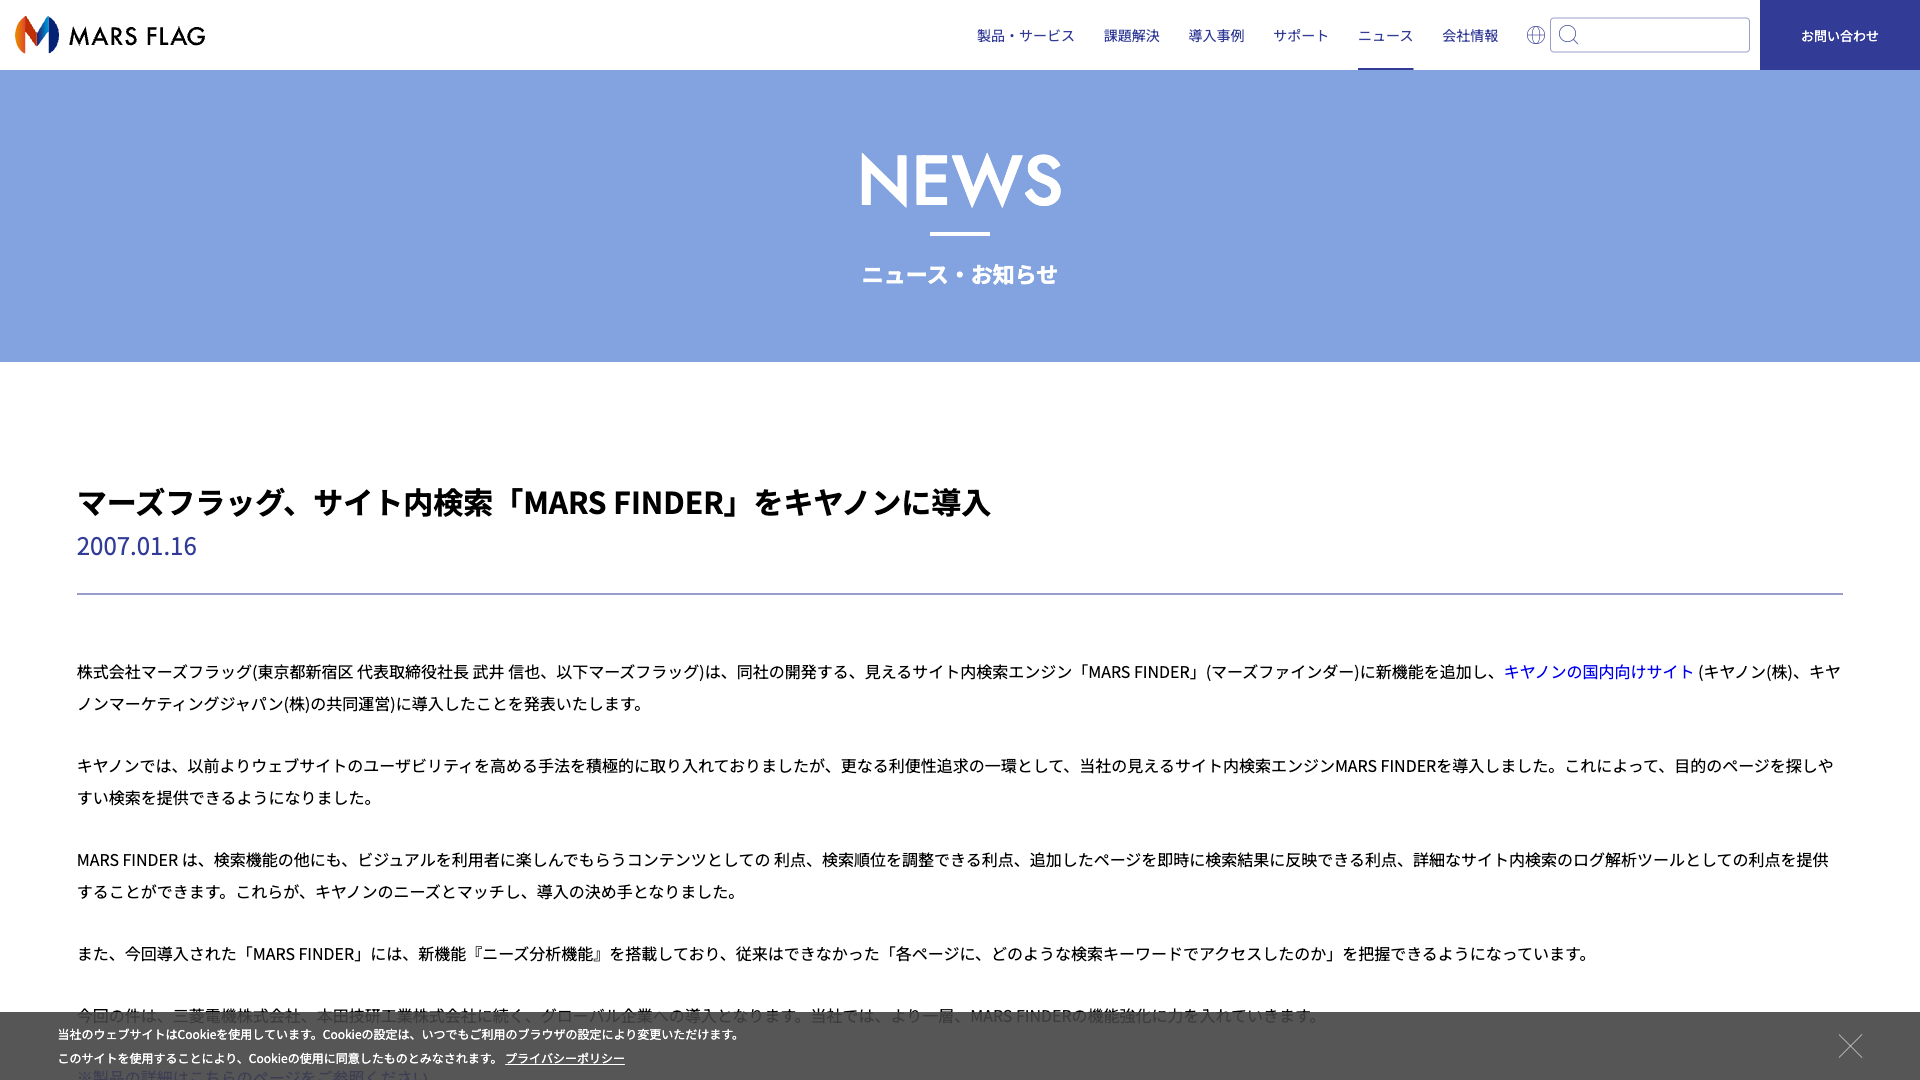 MARS FLAG
製品・サービス 課題解決 導入事例 サポート ニュース 会社情報 お問い合わせ
NEWS
ニュース・お知らせ
マーズフラッグ、サイト内検索「MARS FINDER」をキヤノンに導入
2007.01.16
株式会社マーズフラッグ(東京都新宿区 代表取締役社長 武井 信也、以下マーズフラッグ)は、同社の開発する、見えるサイト内検索エンジン「MARS FINDER」(マーズファインダー)に新機能を追加し、キヤノンの国内向けサイト (キヤノン(株)、キヤ
ノンマーケティングジャパン(株)の共同運営)に導入したことを発表いたします。
キヤノンでは、以前よりウェブサイトのユーザビリティを高める手法を積極的に取り入れておりましたが、更なる利便性追求の一環として、当社の見えるサイト内検索エンジンMARS FINDERを導入しました。これによって、目的のページを探しや
すい検索を提供できるようになりました。
MARS FINDER は、検索機能の他にも、ビジュアルを利用者に楽しんでもらうコンテンツとしての 利点、検索順位を調整できる利点、追加したページを即時に検索結果に反映できる利点、詳細なサイト内検索のログ解析ツールとしての利点を提供
することができます。これらが、キヤノンのニーズとマッチし、導入の決め手となりました。
また、今回導入された「MARS FINDER」には、新機能『ニーズ分析機能』を搭載しており、従来はできなかった「各ページに、どのような検索キーワードでアクセスしたのか」を把握できるようになっています。
今回の件は、三菱電機株式会社、本田技研工業株式会社に続く、グローバル企業への導入となります。当社では、より一層、MARS FINDERの機能強化に力を入れていきます。
当社のウェブサイトはCookieを使用しています。Cookieの設定は、いつでもご利用のブラウザの設定により変更いただけます。
このサイトを使用することにより、Cookieの使用に同意したものとみなされます。 プライバシーポリシー
※製品の詳細はこちらのページをご参照ください